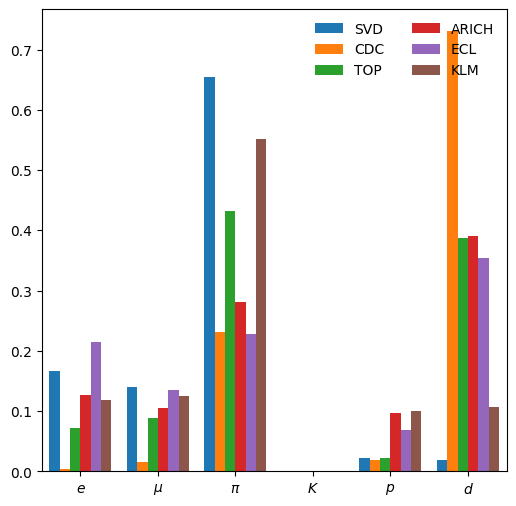 SVD
CDC
TOP
ARICH
ECL
KLM
0.7
0.6
0.5
0.4
0.3
0.2
0.1
0.0
e μ π K p d